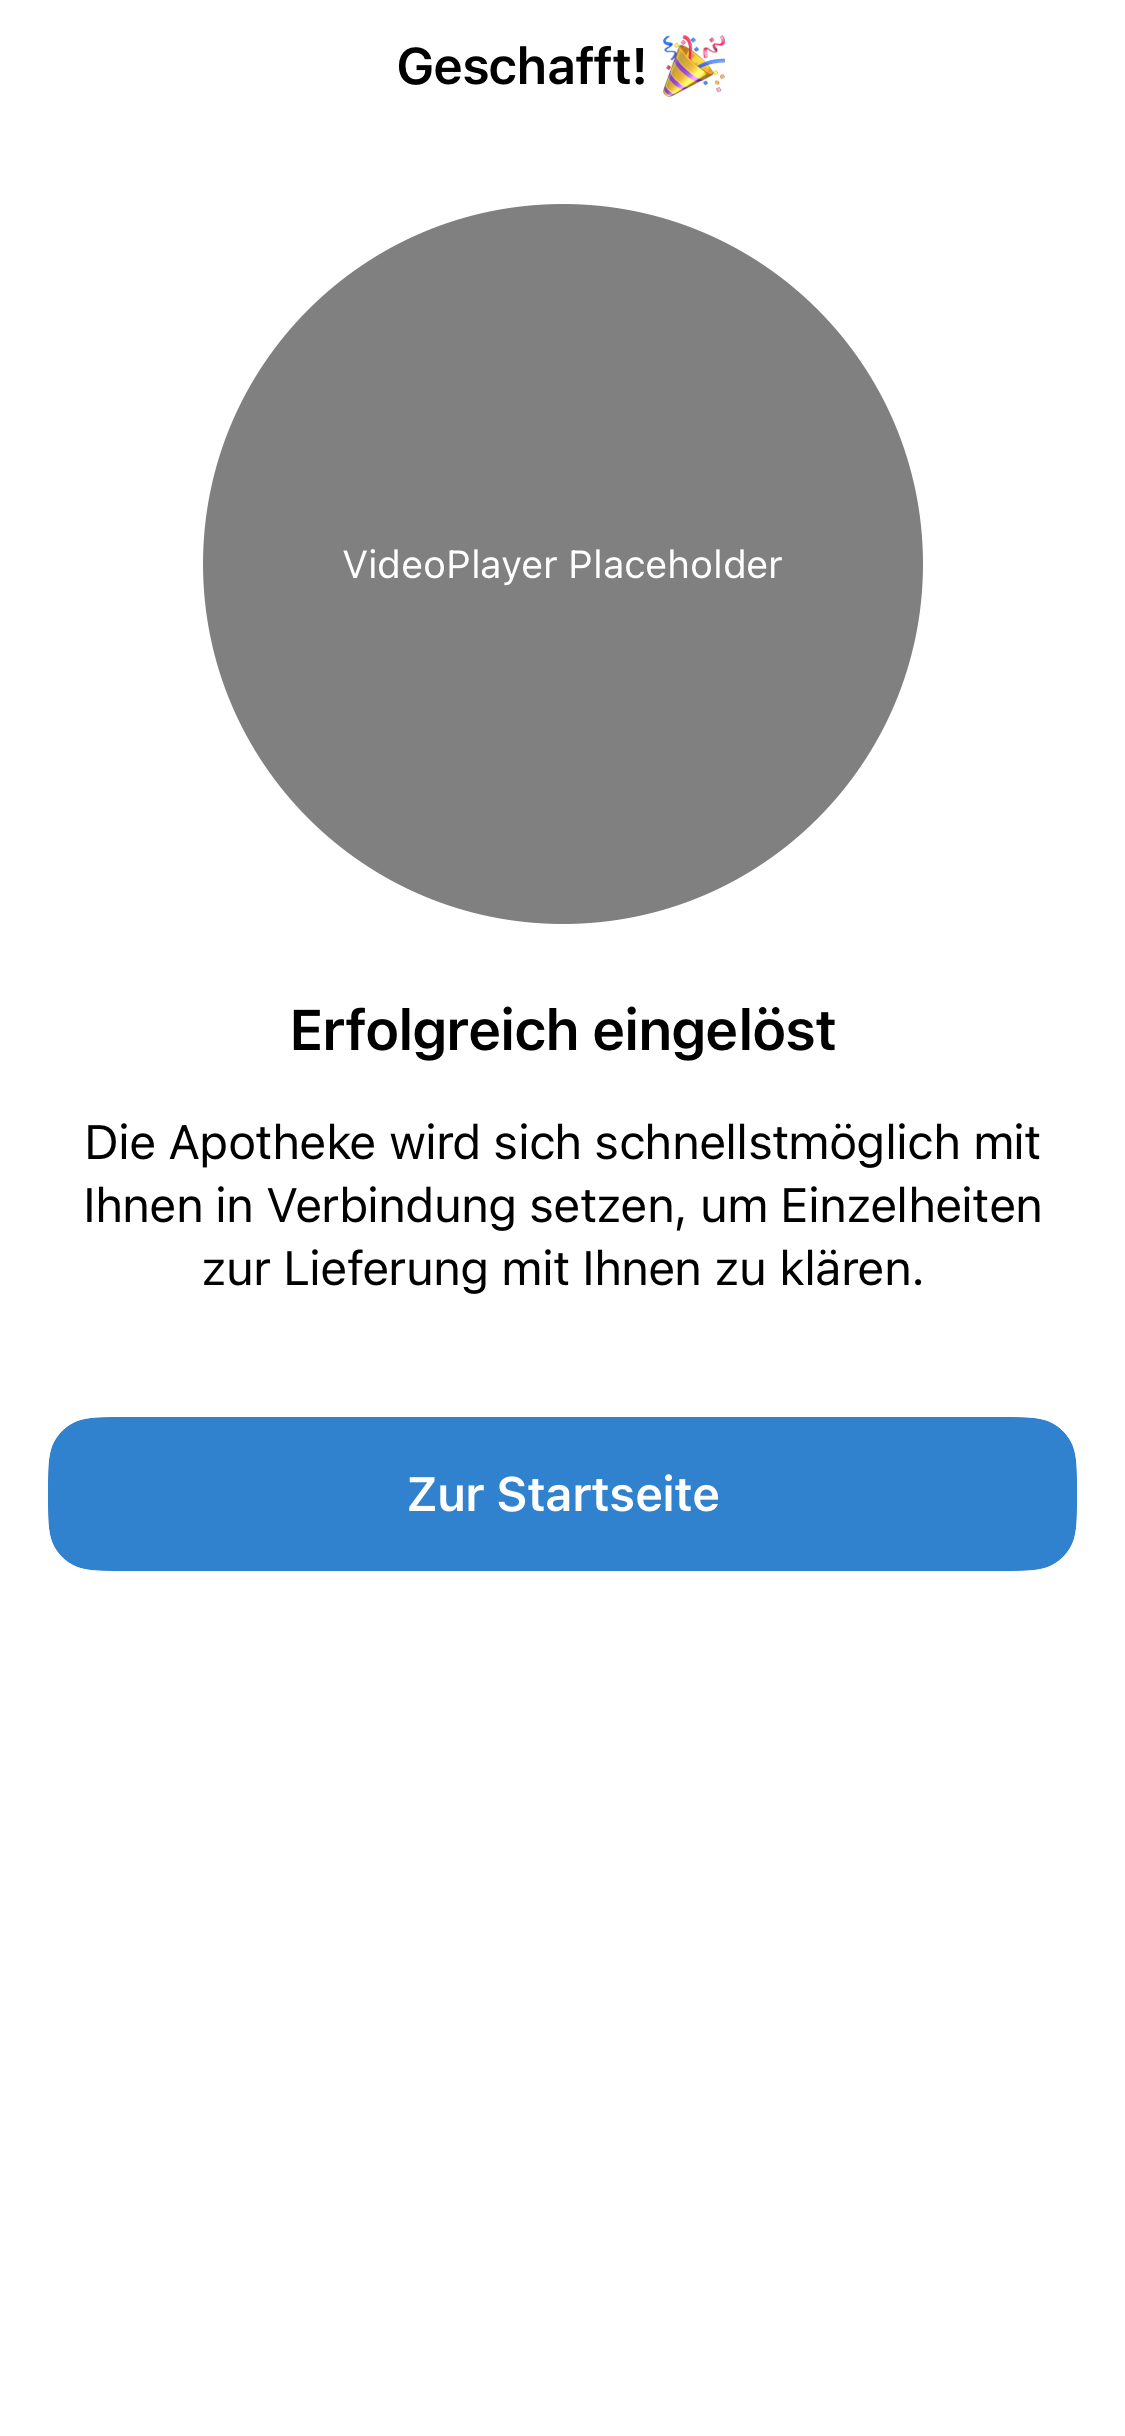 Geschafft! 🎉
VideoPlayer Placeholder
Erfolgreich eingelöst
Die Apotheke wird sich schnellstmöglich mit
Ihnen in Verbindung setzen, um Einzelheiten
zur Lieferung mit Ihnen zu klären.
Zur Startseite